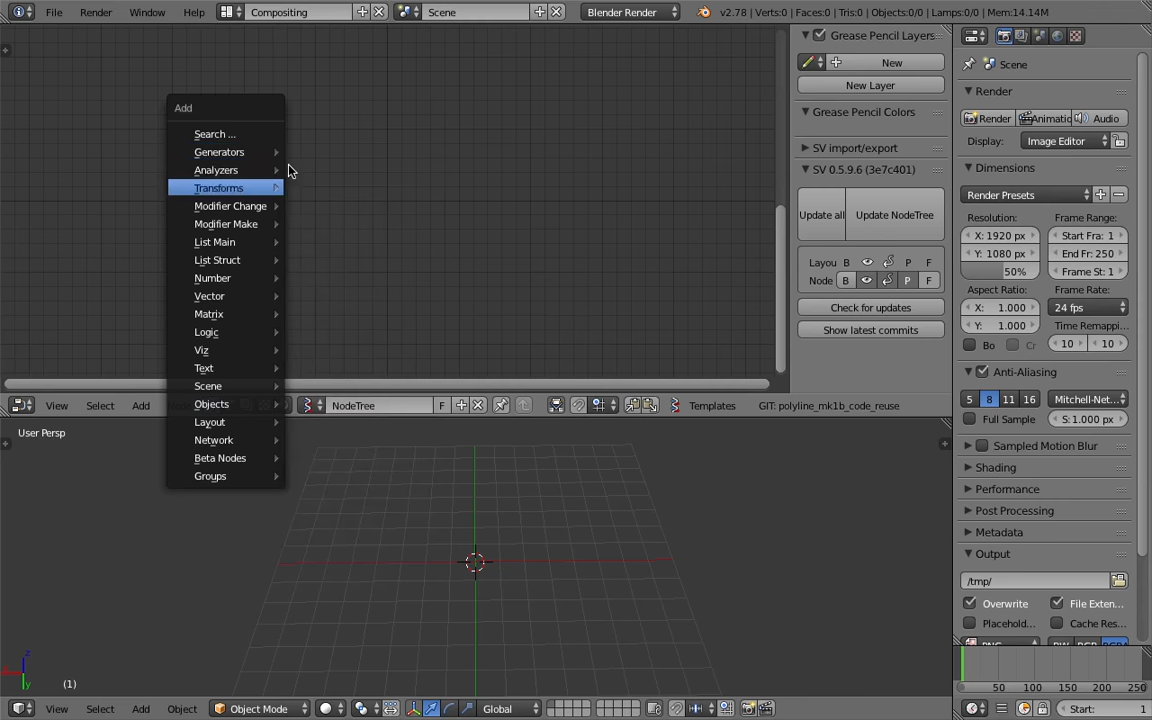 File Render Window Help Compositing Scene Blender Render v2.78 | Verts:0 | Faces:0 | Tris:0 | Objects:0/0 | Lamps:0/0 | Mem:14.14M
Add
Search ...
Generators
Analyzers
Transforms
Modifier Change
Modifier Make
List Main
List Struct
Number
Vector
Matrix
Logic
Viz
Text
Scene
Objects
Layout
Network
Beta Nodes
Groups
Grease Pencil Layers
New
New Layer
Grease Pencil Colors
SV import/export
SV 0.5.9.6 (3e7c401)
Update all Update NodeTree
Layou B P F
Node B P F
Check for updates
Show latest commits
Scene
Render
Render Animatic Audio
Display: Image Editor
Dimensions
Render Presets
Resolution: Frame Range:
X: 1920 px Start Fra: 1
Y: 1080 px End Fr: 250
50% Frame St: 1
Aspect Ratio: Frame Rate:
X: 1.000 24 fps
Y: 1.000 Time Remappi...
Bo Cr 10 10
Anti-Aliasing
5 8 11 16 Mitchell-Net...
Full Sample S: 1.000 px
Sampled Motion Blur
Shading
Performance
Post Processing
Metadata
Output
/tmp/
Overwrite File Exten...
Placehold... Cache Res...
View Select Add NodeTree F Templates GIT: polyline_mk1b_code_reuse
User Persp
z
y
(1)
View Select Add Object Object Mode Global
50 100 150 200 250
Start: 1